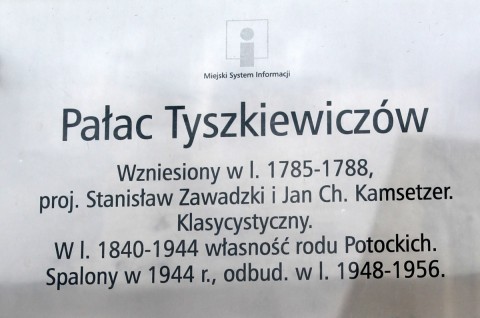 i
Miejski System Informacji
Pałac Tyszkiewiczów
Wzniesiony w l. 1785-1788,
proj. Stanisław Zawadzki i Jan Ch. Kamsetzer.
Klasycystyczny.
W l. 1840-1944 własność rodu Potockich.
Spalony w 1944 r., odbud. w l. 1948-1956.